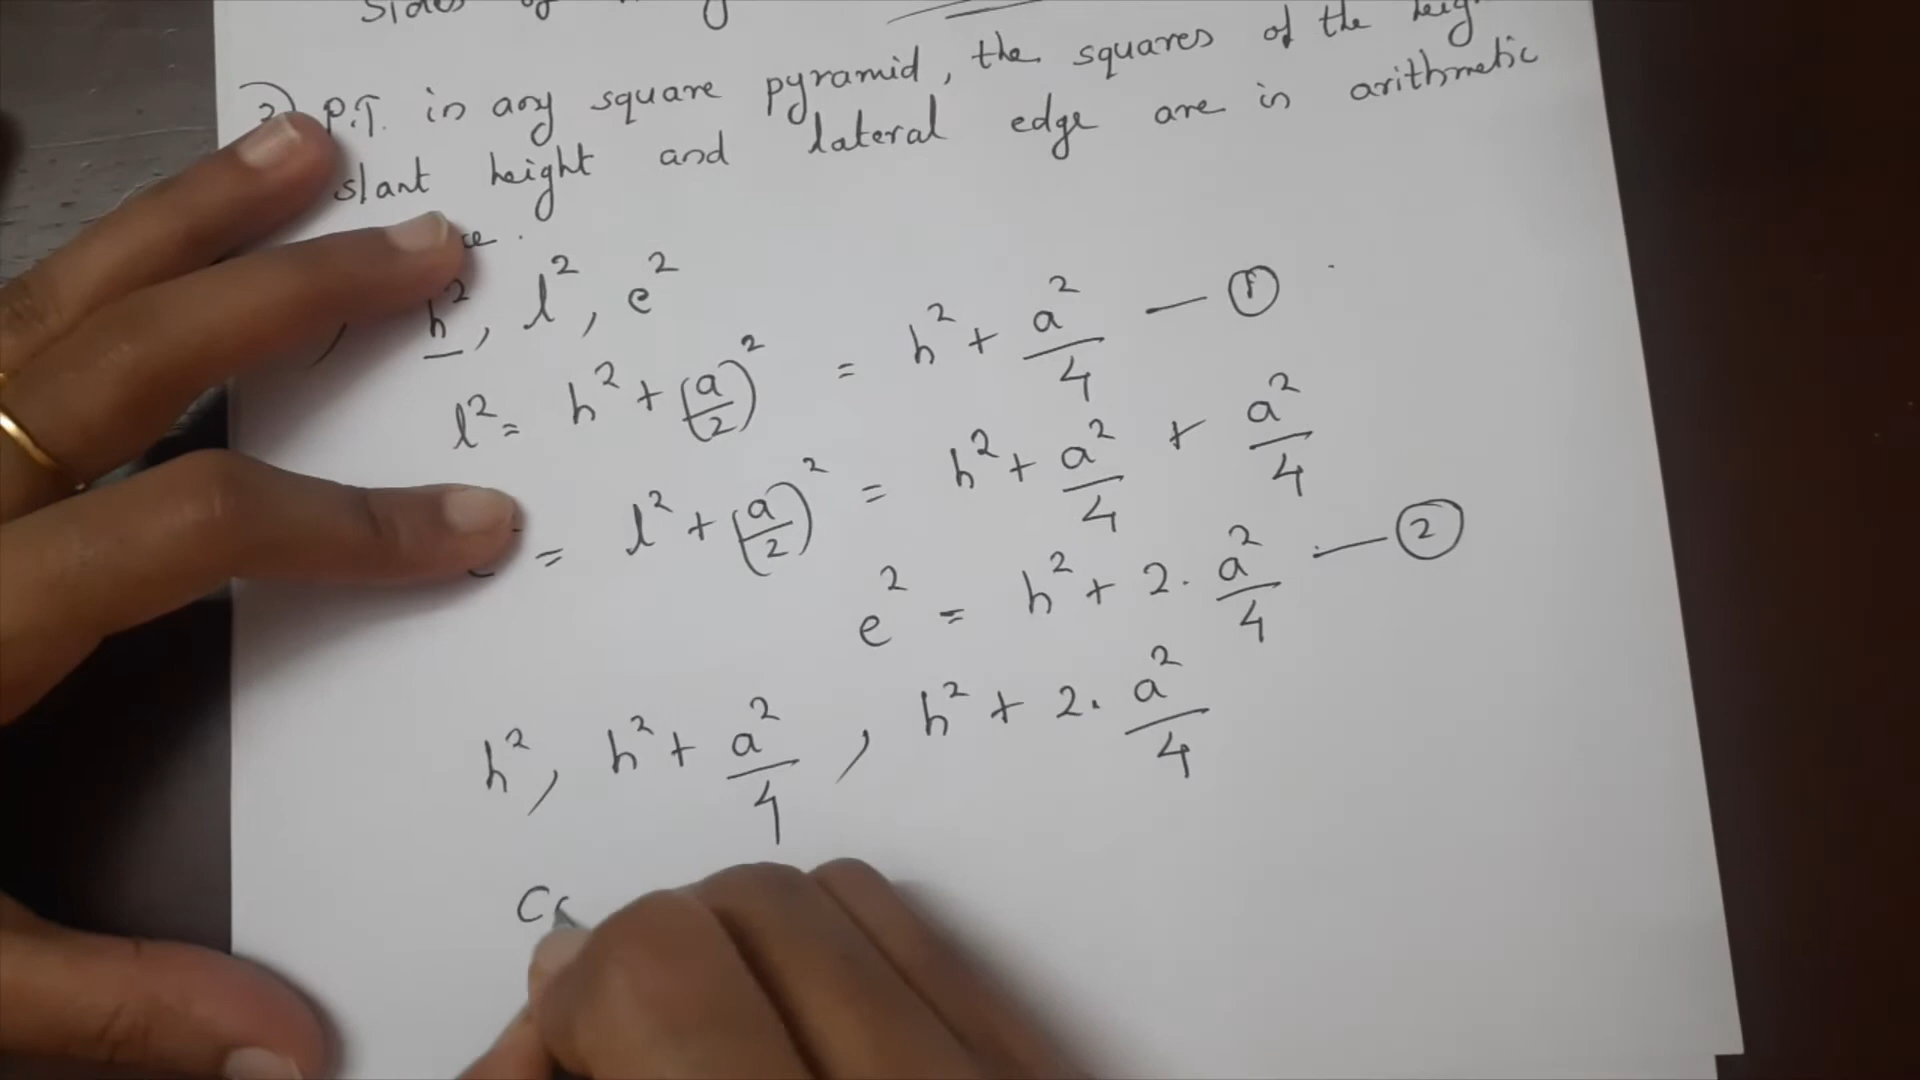 P.T. in any square pyramid, the squares of the
slant height and lateral edge are in arithmetic
h², l², e²
l² = h² + (a/2)² = h² + a²/4 — ①
= l² + (a/2)² = h² + a²/4 + a²/4
e² = h² + 2. a²/4 — ②
h², h² + a²/4, h² + 2. a²/4